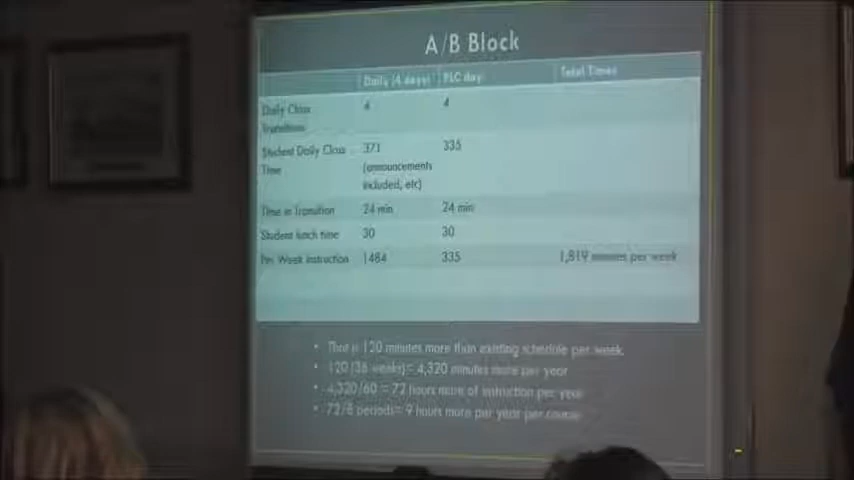 A/B Block
Daily (4 days) PLC day Total Times
Daily Class 4 4
Transitions
Student Daily Class 371 335
Time (announcements
included, etc)
Time in Transition 24 min 24 min
Student lunch time 30 30
Per Week Instruction 1484 335 1,819 minutes per week
• That is 120 minutes more than existing schedule per week
• 120(36 weeks)= 4,320 minutes more per year
• 4,320/60 = 72 hours more of instruction per year
• 72/8 periods= 9 hours more per year per course